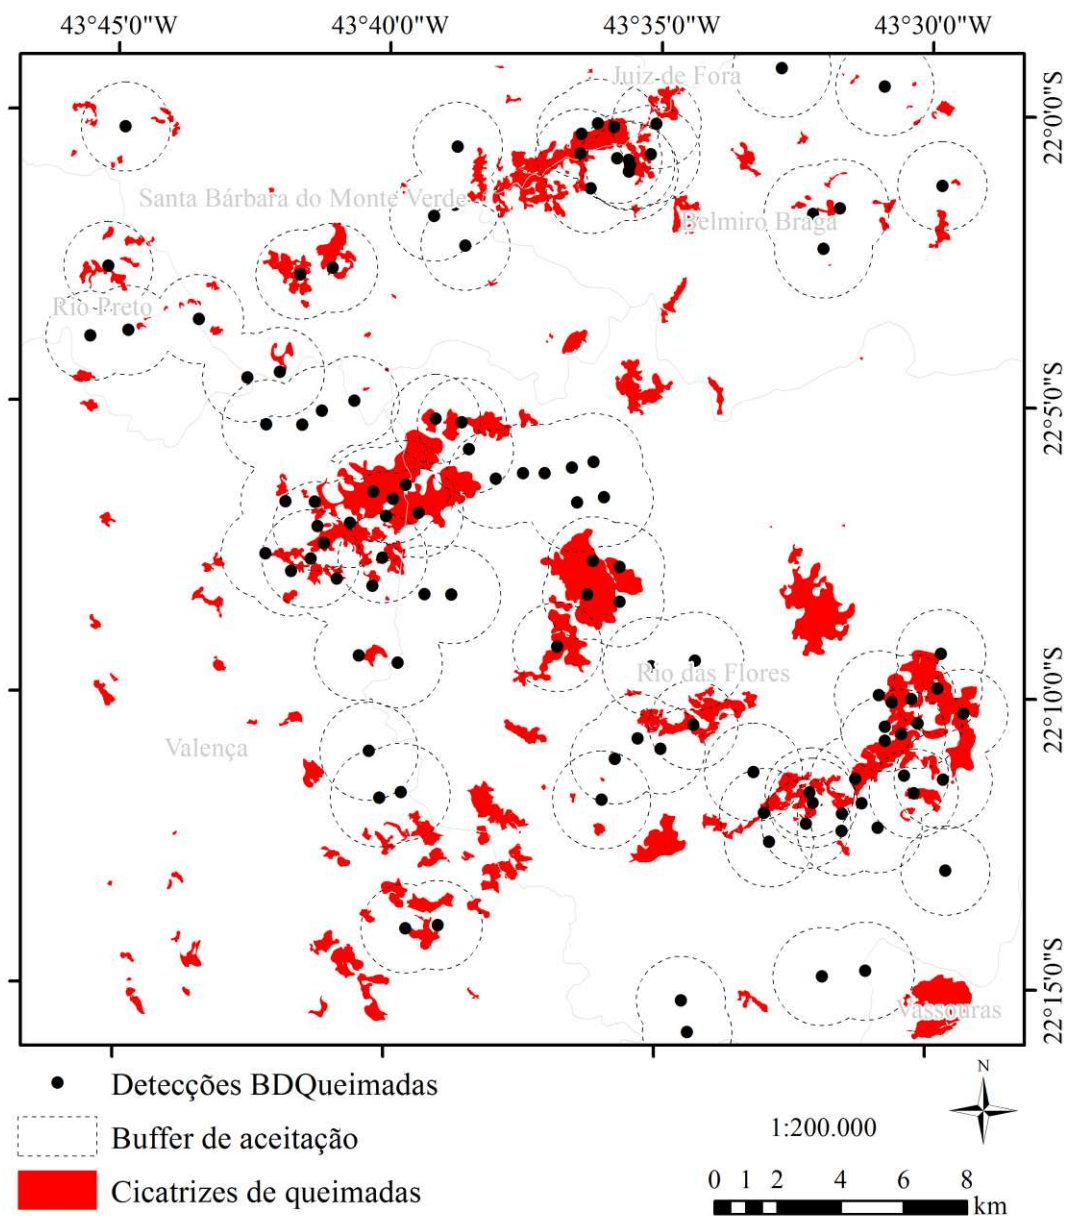 43°45'0"W 43°40'0"W 43°35'0"W 43°30'0"W
Juiz de Fora
22°0'0"S
Santa Bárbara do Monte Verde
Belmiro Braga
Rio Preto
22°5'0"S
Rio das Flores
22°10'0"S
Valença
22°15'0"S
Vassouras
Detecções BDQueimadas
N
Buffer de aceitação
1:200.000
Cicatrizes de queimadas
0 1 2 4 6 8
km